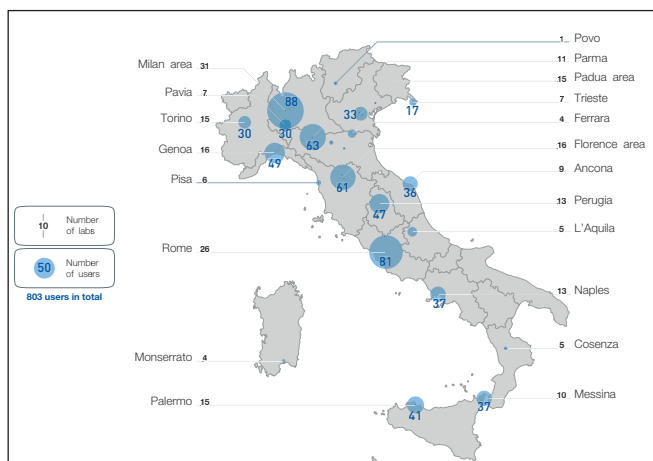 1 Povo
Milan area 31
11 Parma
15 Padua area
Pavia 7
88
7 Trieste
Torino 15
33
17
4 Ferrara
30
30
63
16 Florence area
Genoa 16
49
9 Ancona
Pisa 6
61
36
13 Perugia
47
5 L'Aquila
10 Number
of labs
Rome 26
81
50 Number
of users
803 users in total
13 Naples
37
5 Cosenza
Monserrato 4
10 Messina
Palermo 15
41
37